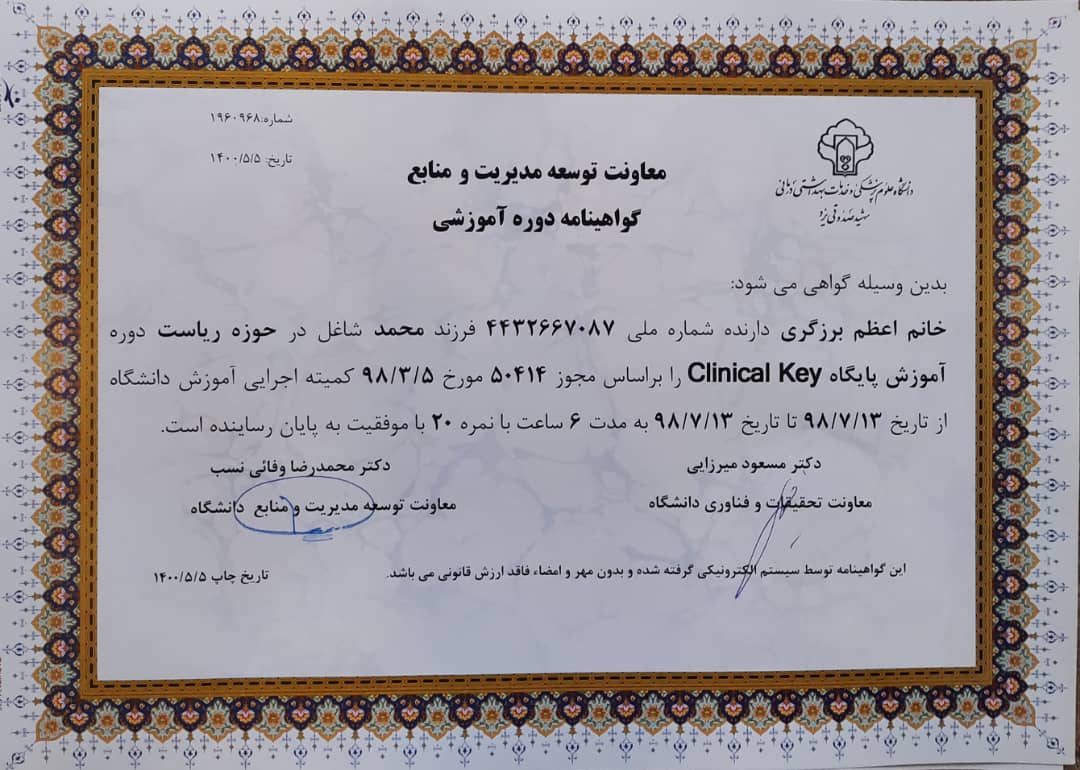 شماره:۱۹۶۰۹۶۸
تاریخ: ۱۴۰۰/۵/۵
دانشگاه علوم پزشکی و خدمات بهداشتی درمانی
شهید صدوقی یزد
معاونت توسعه مدیریت و منابع
گواهینامه دوره آموزشی
بدین وسیله گواهی می شود:
خانم اعظم برزگری دارنده شماره ملی ۴۴۳۲۶۶۷۰۸۷ فرزند محمد شاغل در حوزه ریاست دوره
آموزش پایگاه Clinical Key را براساس مجوز ۵۰۴۱۴ مورخ ۹۸/۳/۵ کمیته اجرایی آموزش دانشگاه
از تاریخ ۹۸/۷/۱۳ تا تاریخ ۹۸/۷/۱۳ به مدت ۶ ساعت با نمره ۲۰ با موفقیت به پایان رسانیده است.
دکتر مسعود میرزایی
معاونت تحقیقات و فناوری دانشگاه
دکتر محمدرضا وفائی نسب
معاونت توسعه مدیریت و منابع دانشگاه
این گواهینامه توسط سیستم الکترونیکی گرفته شده و بدون مهر و امضاء فاقد ارزش قانونی می باشد.
تاریخ چاپ ۱۴۰۰/۵/۵